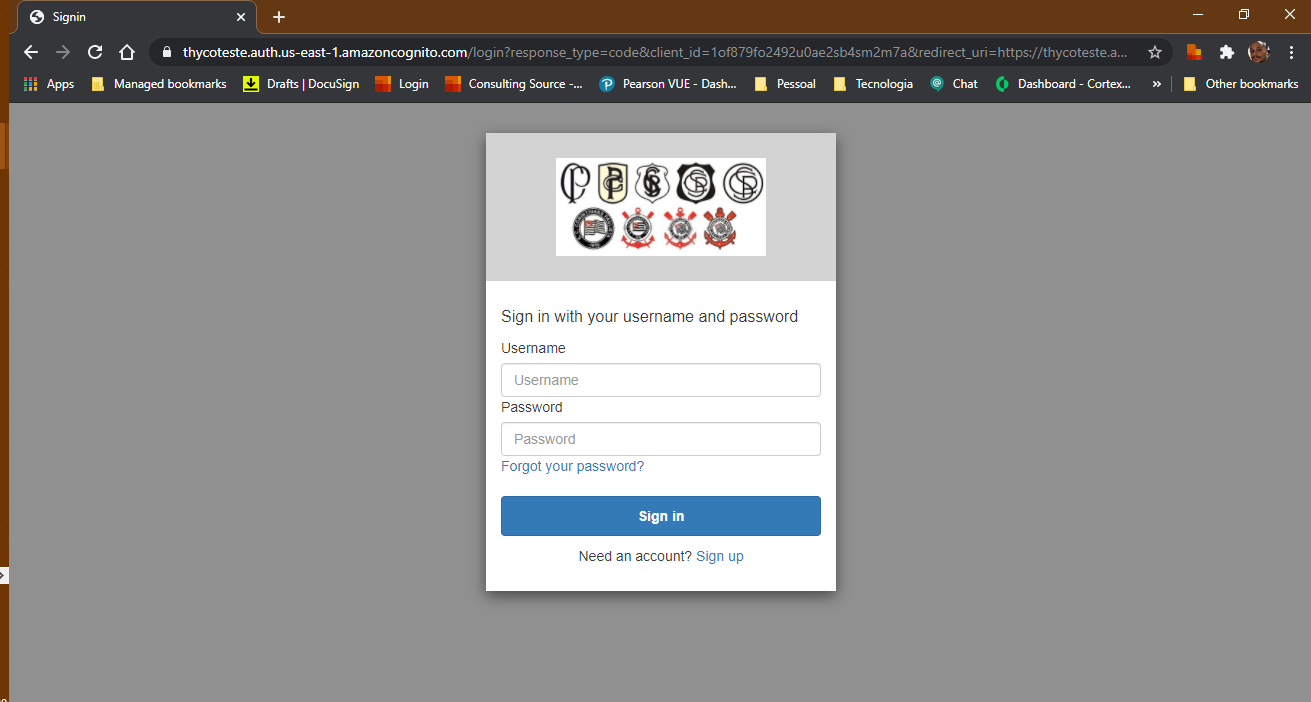 Signin
thycoteste.auth.us-east-1.amazoncognito.com/login?response_type=code&client_id=1of879fo2492u0ae2sb4sm2m7a&redirect_uri=https://thycoteste.a...
Apps Managed bookmarks Drafts | DocuSign Login Consulting Source -... Pearson VUE - Dash... Pessoal Tecnologia Chat Dashboard - Cortex... » Other bookmarks
Sign in with your username and password
Username
Username
Password
Password
Forgot your password?
Sign in
Need an account? Sign up